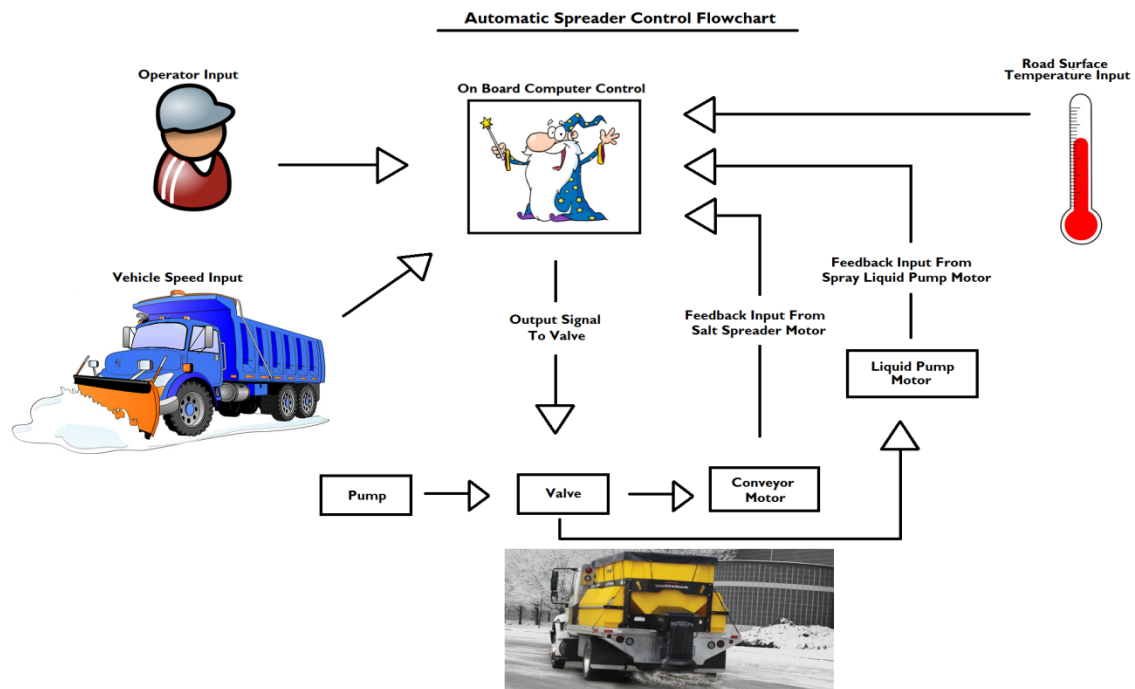 Automatic Spreader Control Flowchart
Operator Input
On Board Computer Control
Road Surface
Temperature Input
Vehicle Speed Input
Output Signal
To Valve
Feedback Input From
Salt Spreader Motor
Feedback Input From
Spray Liquid Pump Motor
Liquid Pump
Motor
Pump
Valve
Conveyor
Motor